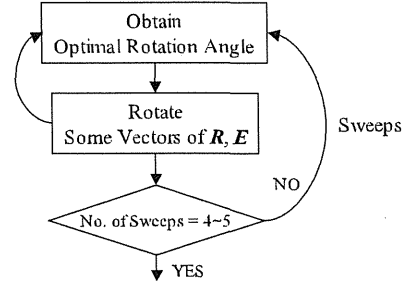 Obtain
Optimal Rotation Angle
Rotate
Some Vectors of R, E
Sweeps
NO
No. of Sweeps = 4~5
YES